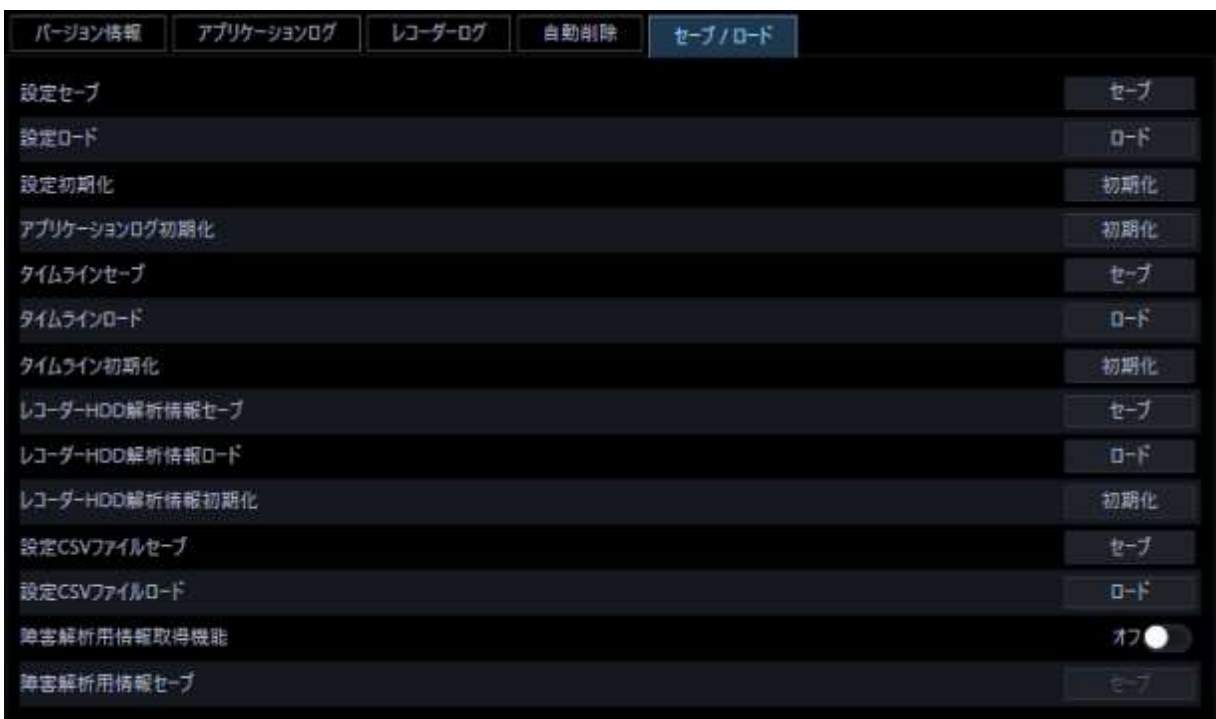 バージョン情報 アプリケーションログ レコーダーログ 自動削除 セーブ / ロード
設定セーブ セーブ
設定ロード ロード
設定初期化 初期化
アプリケーションログ初期化 初期化
タイムラインセーブ セーブ
タイムラインロード ロード
タイムライン初期化 初期化
レコーダーHDD解析情報セーブ セーブ
レコーダーHDD解析情報ロード ロード
レコーダーHDD解析情報初期化 初期化
設定CSVファイルセーブ セーブ
設定CSVファイルロード ロード
障害解析用情報取得機能 オフ
障害解析用情報セーブ セーブ